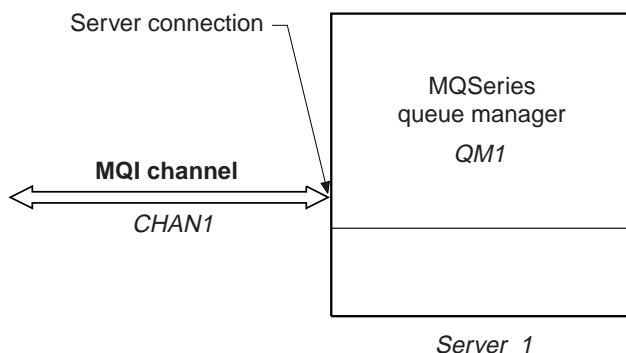 Server connection
MQSeries
queue manager
QM1
MQI channel
CHAN1
Server 1